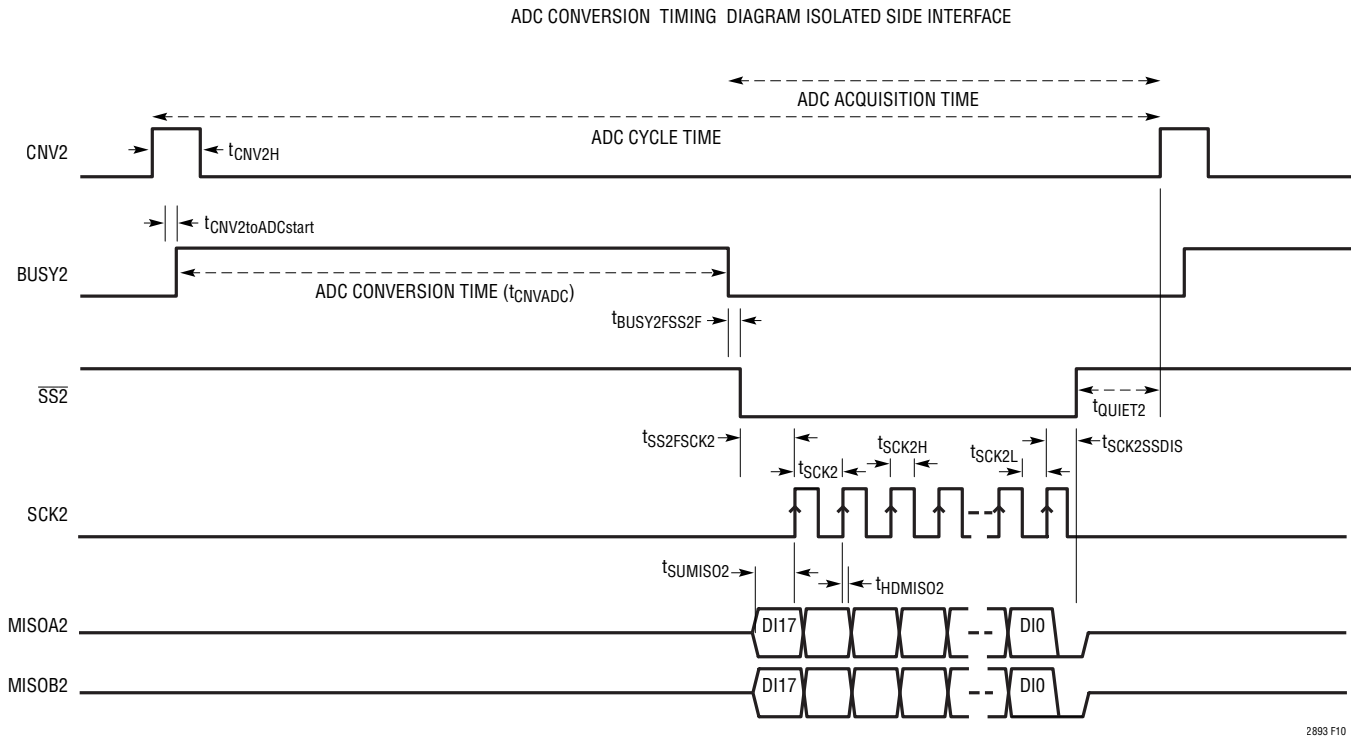 ADC CONVERSION TIMING DIAGRAM ISOLATED SIDE INTERFACE
ADC ACQUISITION TIME
ADC CYCLE TIME
CNV2
tCNV2H
tCNV2toADCstart
BUSY2
ADC CONVERSION TIME (tCNVADC)
tBUSY2FSS2F
SS2
tQUIET2
tSS2FSCK2
tSCK2
tSCK2H
tSCK2L
tSCK2SSDIS
SCK2
tSUMISO2
tHDMISO2
MISOA2
DI17
DI0
MISOB2
DI17
DI0
2893 F10